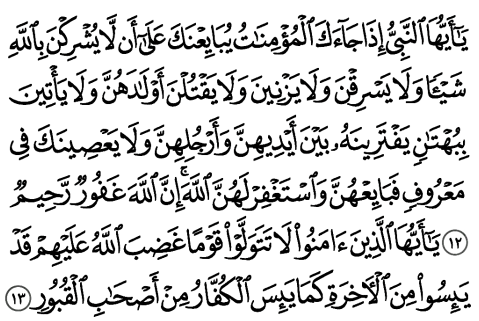 يَـٰٓأَيُّهَا ٱلنَّبِيُّ إِذَا جَآءَكَ ٱلْمُؤْمِنَـٰتُ يُبَايِعْنَكَ عَلَىٰٓ أَن لَّا يُشْرِكْنَ بِٱللَّهِ
شَيْـًٔا وَلَا يَسْرِقْنَ وَلَا يَزْنِينَ وَلَا يَقْتُلْنَ أَوْلَـٰدَهُنَّ وَلَا يَأْتِينَ
بِبُهْتَـٰنٍ يَفْتَرِينَهُۥ بَيْنَ أَيْدِيهِنَّ وَأَرْجُلِهِنَّ وَلَا يَعْصِينَكَ فِى
مَعْرُوفٍ فَبَايِعْهُنَّ وَٱسْتَغْفِرْ لَهُنَّ ٱللَّهَ ۖ إِنَّ ٱللَّهَ غَفُورٌ رَّحِيمٌ
١٢ يَـٰٓأَيُّهَا ٱلَّذِينَ ءَامَنُوا۟ لَا تَتَوَلَّوْا۟ قَوْمًا غَضِبَ ٱللَّهُ عَلَيْهِمْ قَدْ
يَئِسُوا۟ مِنَ ٱلْـَٔاخِرَةِ كَمَا يَئِسَ ٱلْكُفَّارُ مِنْ أَصْحَـٰبِ ٱلْقُبُورِ ١٣